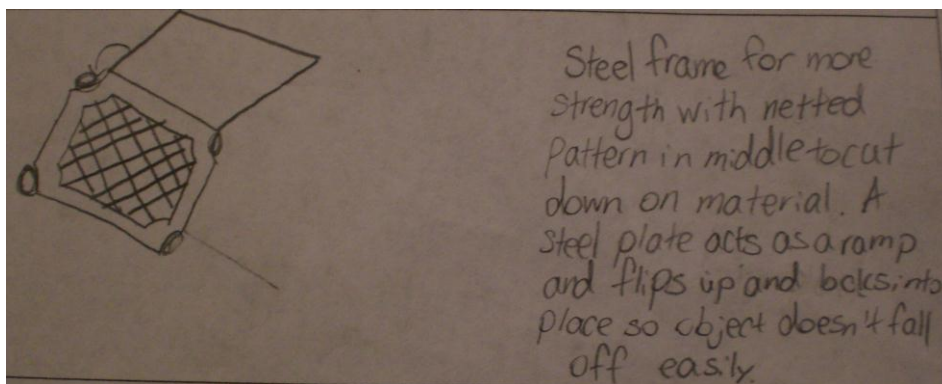 Steel frame for more
strength with netted
pattern in middle to cut
down on material. A
steel plate acts as a ramp
and flips up and locks into
place so object doesn't fall
off easily.